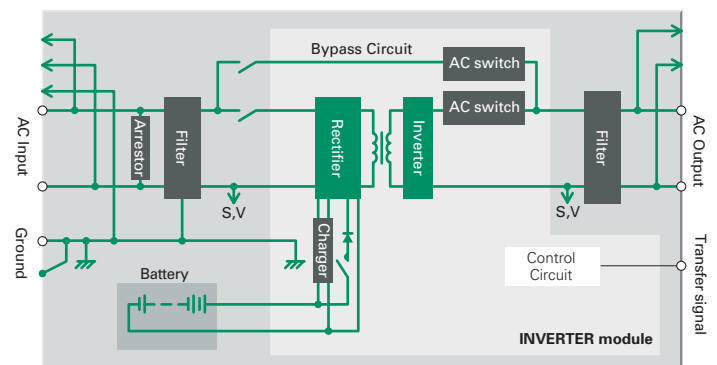 Bypass Circuit
AC switch
AC switch
AC Input
Arrestor
Filter
Rectifier
Inverter
Filter
AC Output
S,V
S,V
Ground
Charger
Battery
Control
Circuit
Transfer signal
INVERTER module